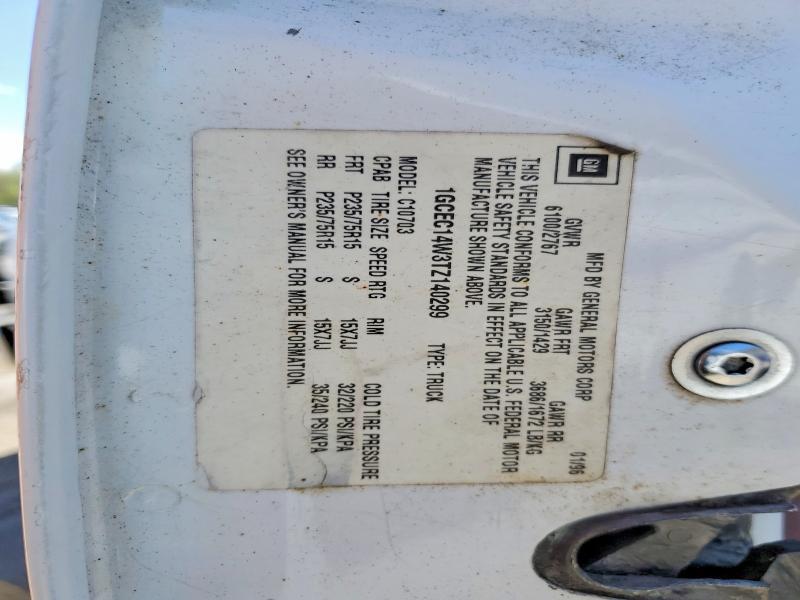 GM
MFD BY GENERAL MOTORS CORP 01/96
GVWR GAWR FRT GAWR RR
6100/2767 3150/1429 3686/1672 LB/KG
THIS VEHICLE CONFORMS TO ALL APPLICABLE U.S. FEDERAL MOTOR
VEHICLE SAFETY STANDARDS IN EFFECT ON THE DATE OF
MANUFACTURE SHOWN ABOVE.
1GCEC14W3TZ140299 TYPE: TRUCK
MODEL: C10703
CPAB TIRE SIZE SPEED RTG RIM COLD TIRE PRESSURE
FRT P235/75R15 S 15X7JJ 32/220 PSI/KPA
RR P235/75R15 S 15X7JJ 35/240 PSI/KPA
SEE OWNER'S MANUAL FOR MORE INFORMATION.